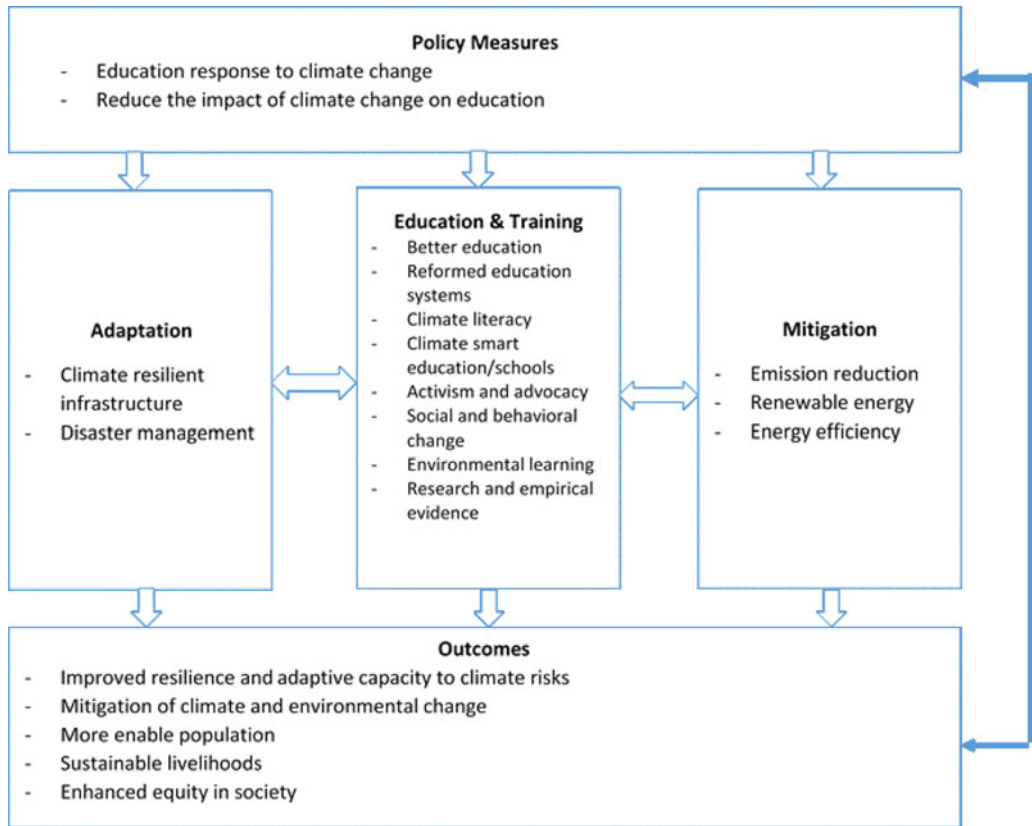 Policy Measures
- Education response to climate change
- Reduce the impact of climate change on education
Adaptation
- Climate resilient
infrastructure
- Disaster management
Education & Training
- Better education
- Reformed education
systems
- Climate literacy
- Climate smart
education/schools
- Activism and advocacy
- Social and behavioral
change
- Environmental learning
- Research and empirical
evidence
Mitigation
- Emission reduction
- Renewable energy
- Energy efficiency
Outcomes
- Improved resilience and adaptive capacity to climate risks
- Mitigation of climate and environmental change
- More enable population
- Sustainable livelihoods
- Enhanced equity in society